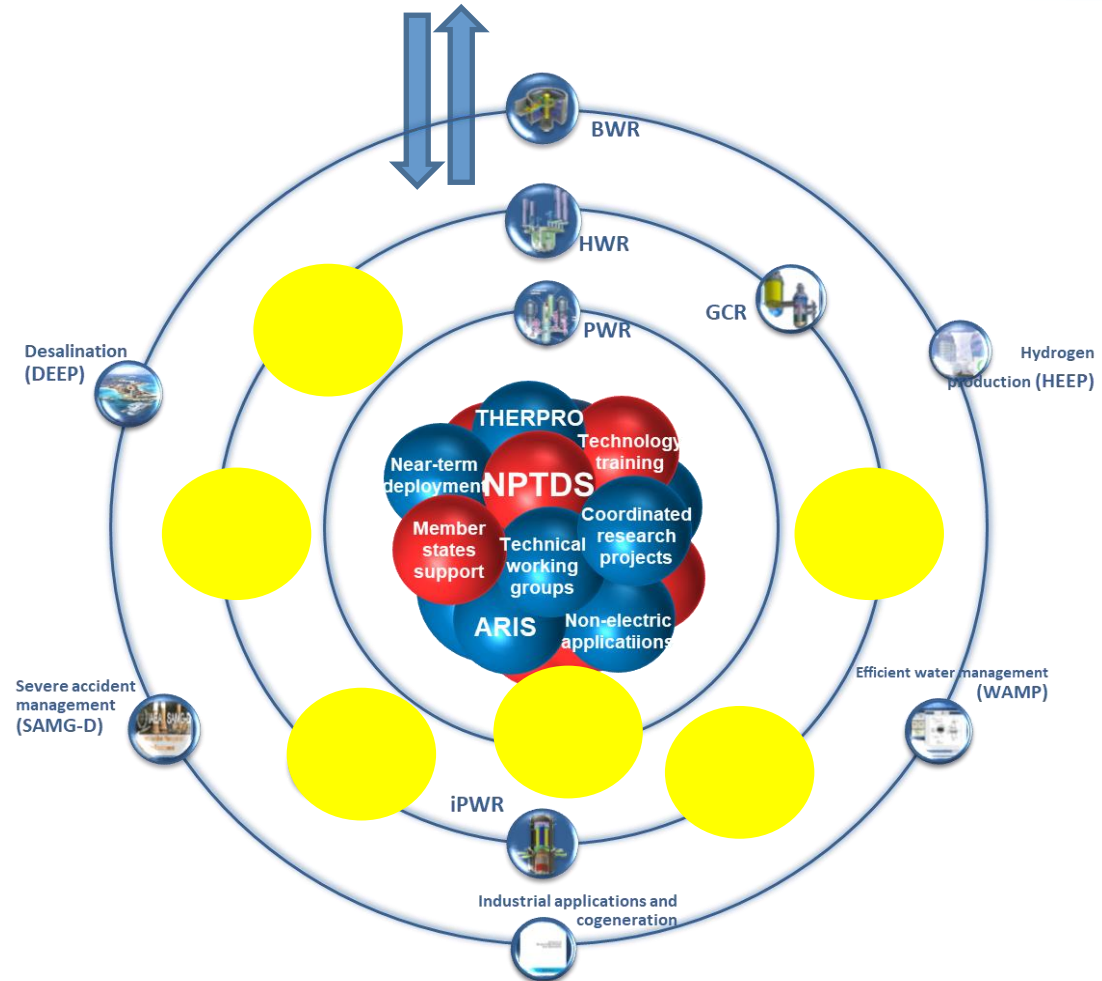 BWR
HWR
GCR
PWR
Desalination
(DEEP)
Hydrogen
production (HEEP)
THERPRO
Technology
training
Near-term
deployment
NPTDS
Coordinated
research
projects
Member
states
support
Technical
working
groups
ARIS
Non-electric
applicatiions
Severe accident
management
(SAMG-D)
IAEA SAMG-D
Efficient water management
(WAMP)
iPWR
Industrial applications and
cogeneration